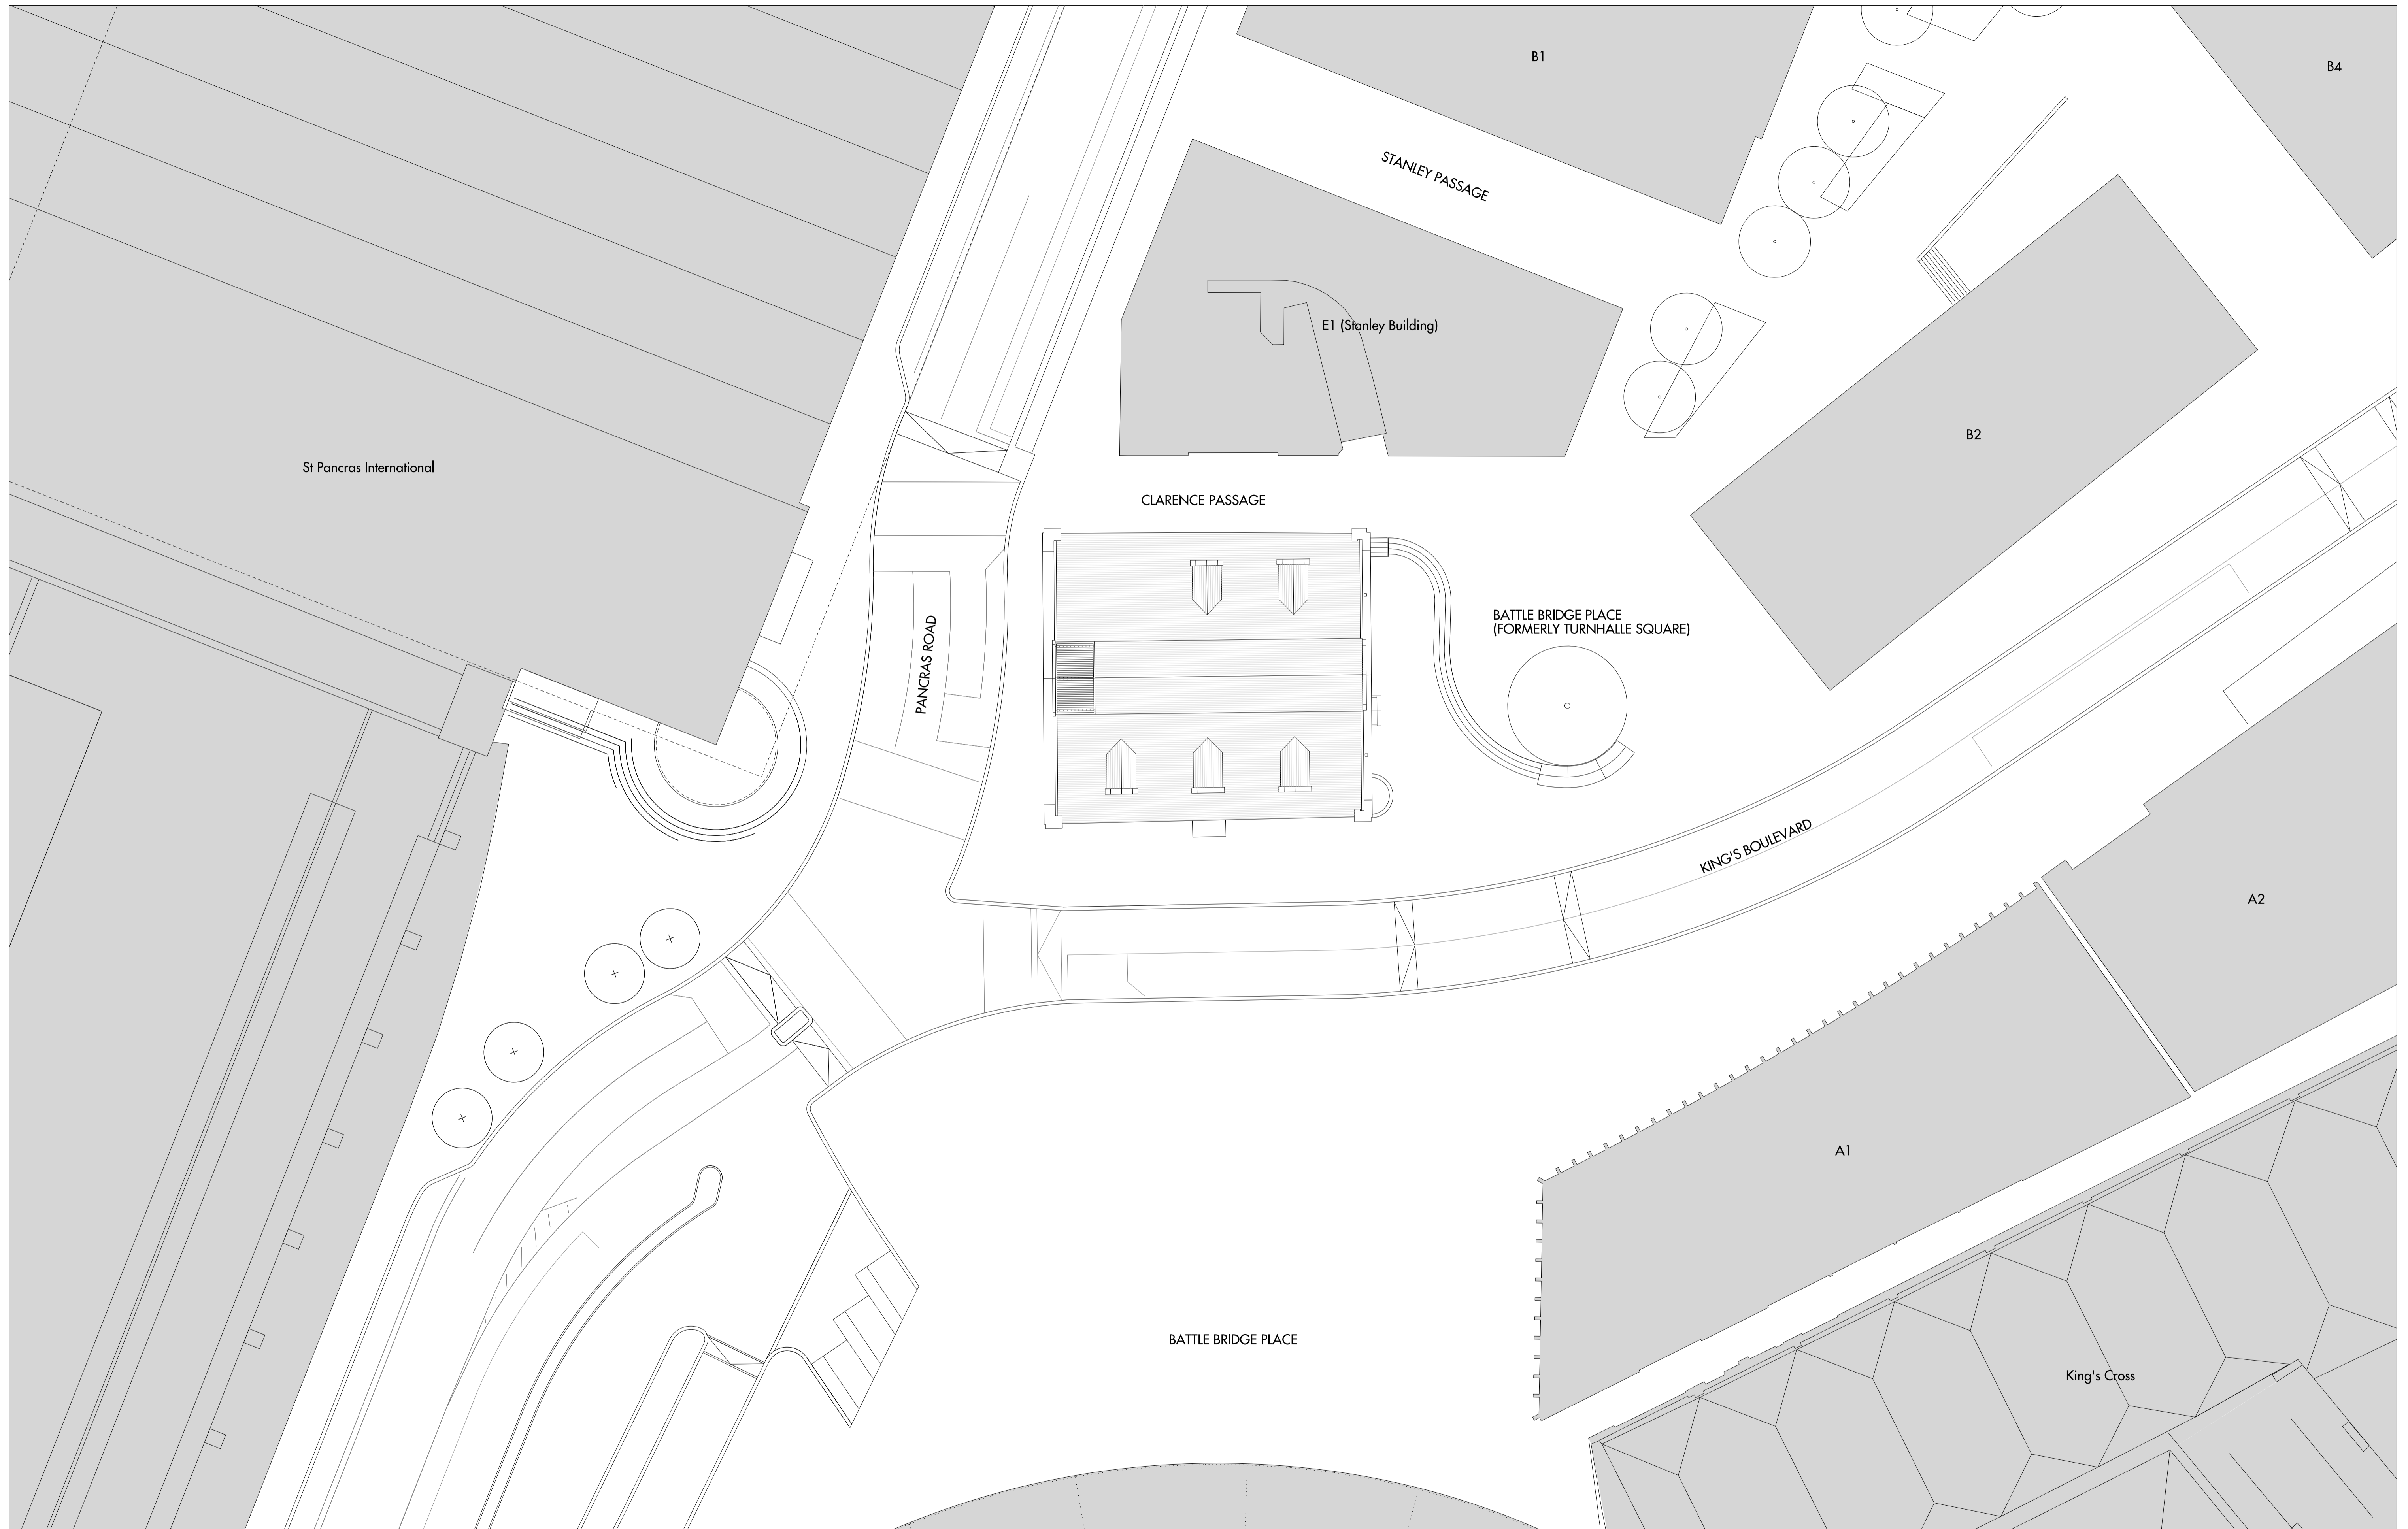 B1
B4
STANLEY PASSAGE
E1 (Stanley Building)
B2
St Pancras International
CLARENCE PASSAGE
BATTLE BRIDGE PLACE
(FORMERLY TURNHALLE SQUARE)
PANCRAS ROAD
KING'S BOULEVARD
A2
A1
BATTLE BRIDGE PLACE
King's Cross